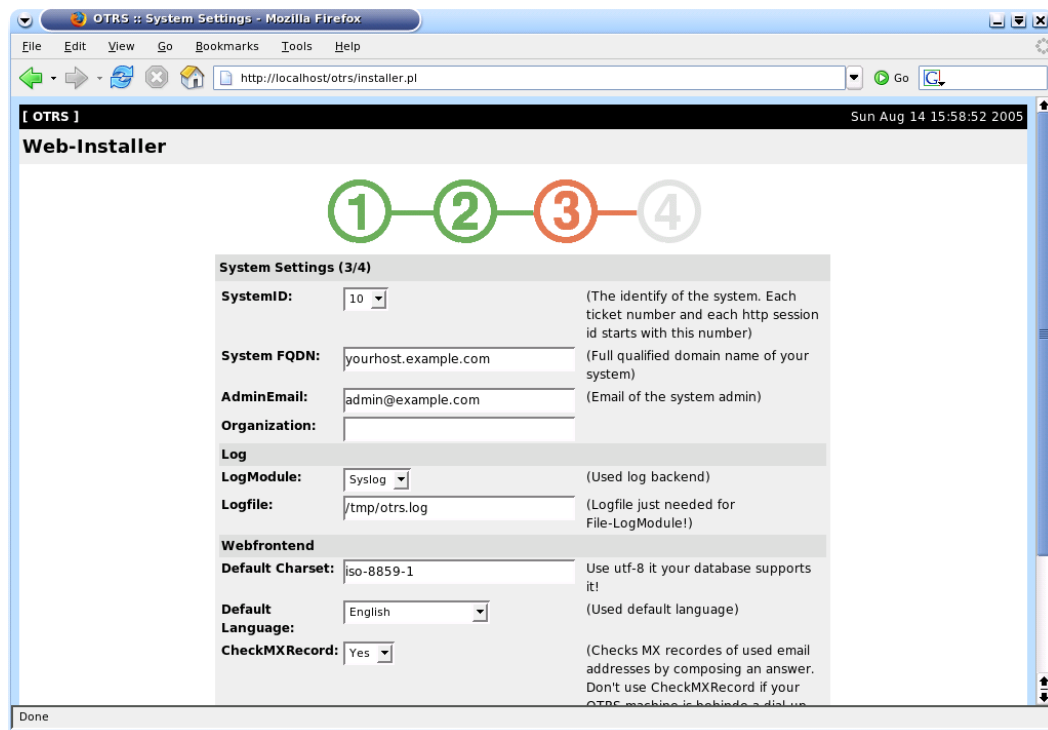 OTRS :: System Settings - Mozilla Firefox
File Edit View Go Bookmarks Tools Help
http://localhost/otrs/installer.pl Go G
[ OTRS ] Sun Aug 14 15:58:52 2005
Web-Installer
1 2 3 4
System Settings (3/4)
SystemID: 10 (The identify of the system. Each
ticket number and each http session
id starts with this number)
System FQDN: yourhost.example.com (Full qualified domain name of your
system)
AdminEmail: admin@example.com (Email of the system admin)
Organization:
Log
LogModule: Syslog (Used log backend)
Logfile: /tmp/otrs.log (Logfile just needed for
File-LogModule!)
Webfrontend
Default Charset: iso-8859-1 Use utf-8 it your database supports
it!
Default English (Used default language)
Language:
CheckMXRecord: Yes (Checks MX recordes of used email
addresses by composing an answer.
Don't use CheckMXRecord if your
OTRS machine is behinde a dial-up
Done